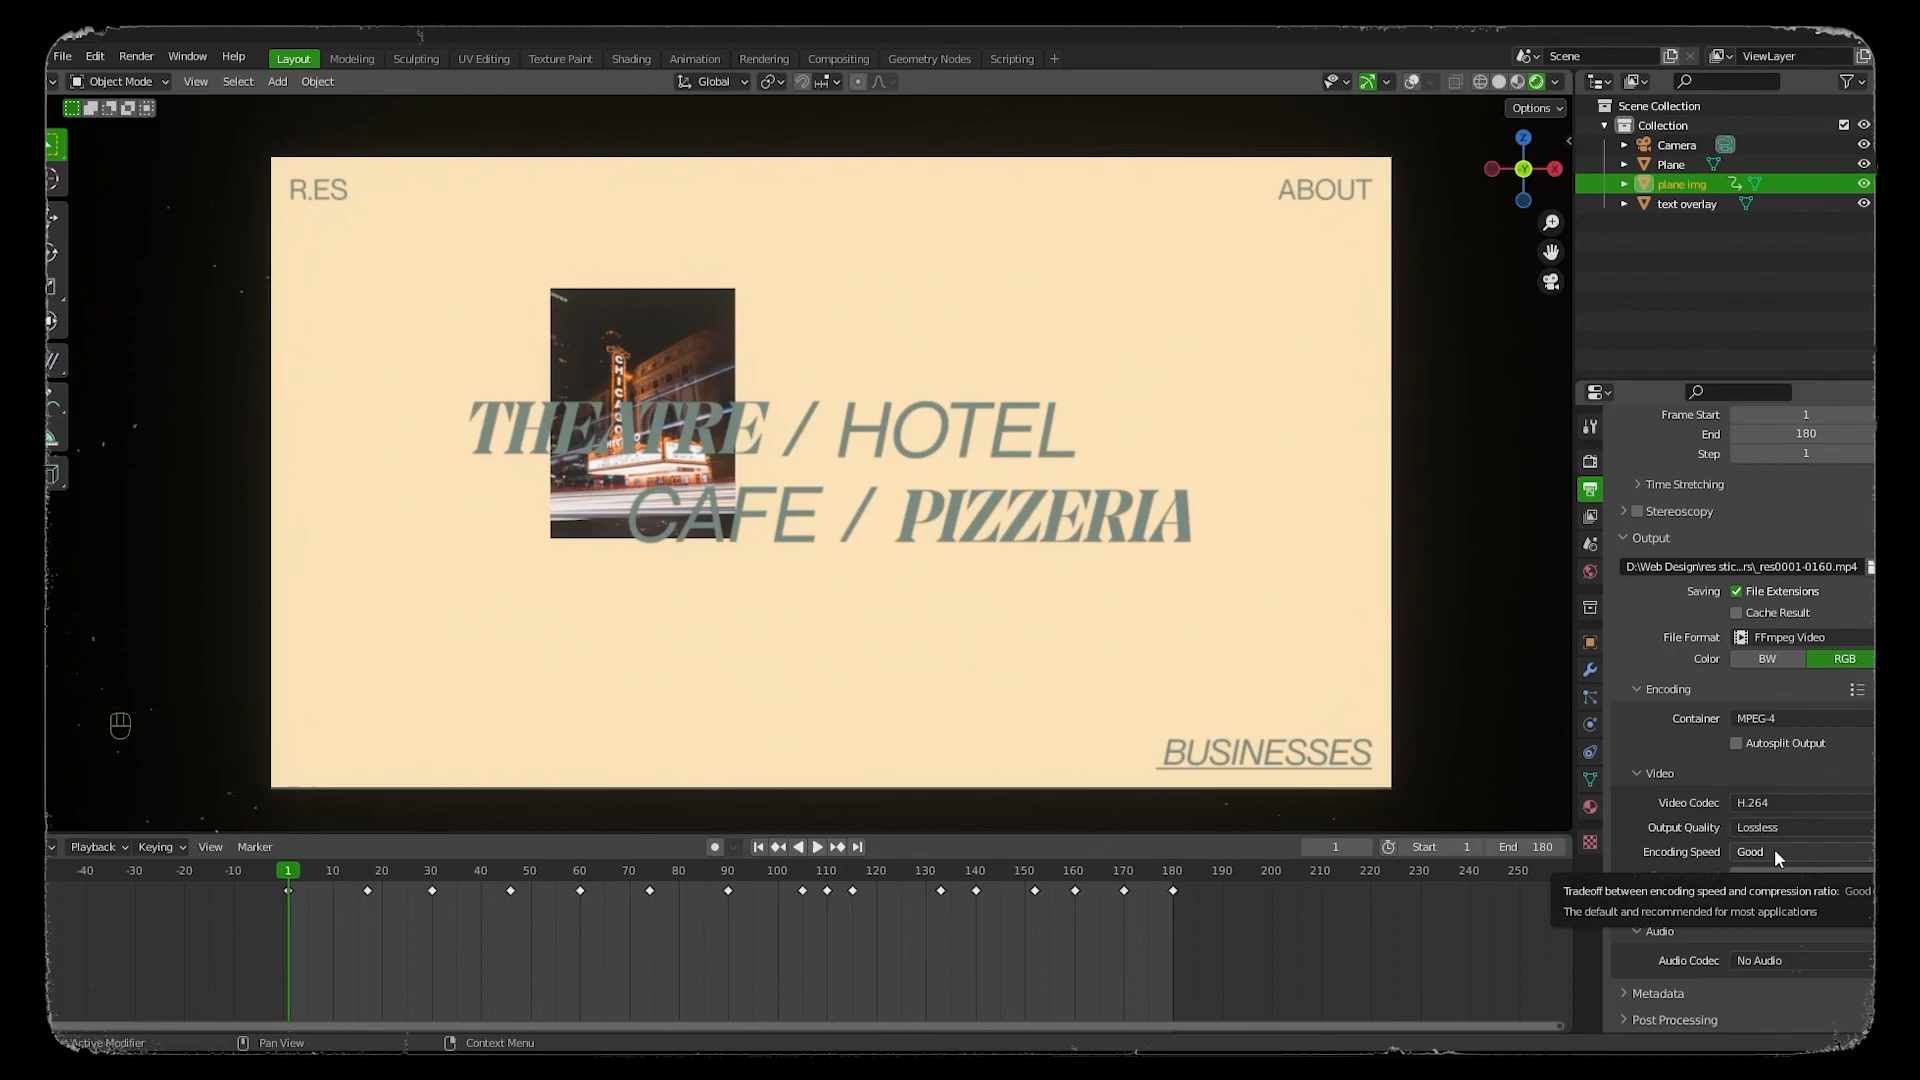 File Edit Render Window Help Layout Modeling Sculpting UV Editing Texture Paint Shading Animation Rendering Compositing Geometry Nodes Scripting + Scene ViewLayer
Object Mode View Select Add Object Global
Options
Scene Collection
Collection
Camera
Plane
plane img
text overlay
Z
-Y
X
R.ES ABOUT
CHICAGO
THEATRE / HOTEL
CAFE / PIZZERIA
BUSINESSES
Frame Start 1
End 180
Step 1
Time Stretching
Stereoscopy
Output
D:\Web Design\res stic...rs\_res0001-0160.mp4
Saving File Extensions
Cache Result
File Format FFmpeg Video
Color BW RGB
Encoding
Container MPEG-4
Autosplit Output
Video
Video Codec H.264
Output Quality Lossless
Encoding Speed Good
Tradeoff between encoding speed and compression ratio: Good
The default and recommended for most applications
Audio
Audio Codec No Audio
Metadata
Post Processing
Playback Keying View Marker 1 Start 1 End 180
-40 -30 -20 -10 1 10 20 30 40 50 60 70 80 90 100 110 120 130 140 150 160 170 180 190 200 210 220 230 240 250
Active Modifier Pan View Context Menu